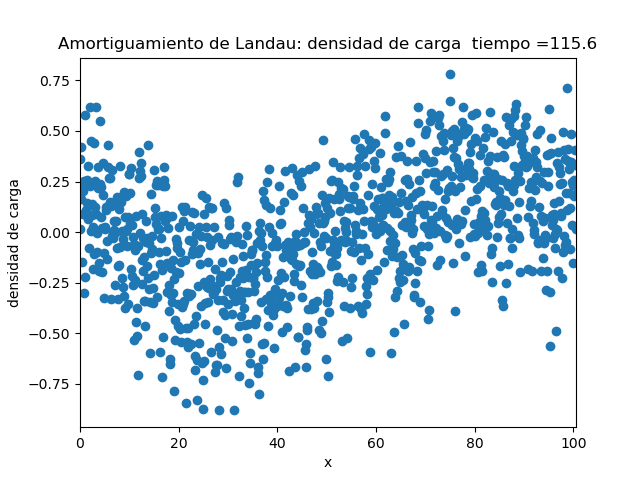 Amortiguamiento de Landau: densidad de carga  tiempo =115.6
densidad de carga
0.75
0.50
0.25
0.00
−0.25
−0.50
−0.75
0 20 40 60 80 100
x